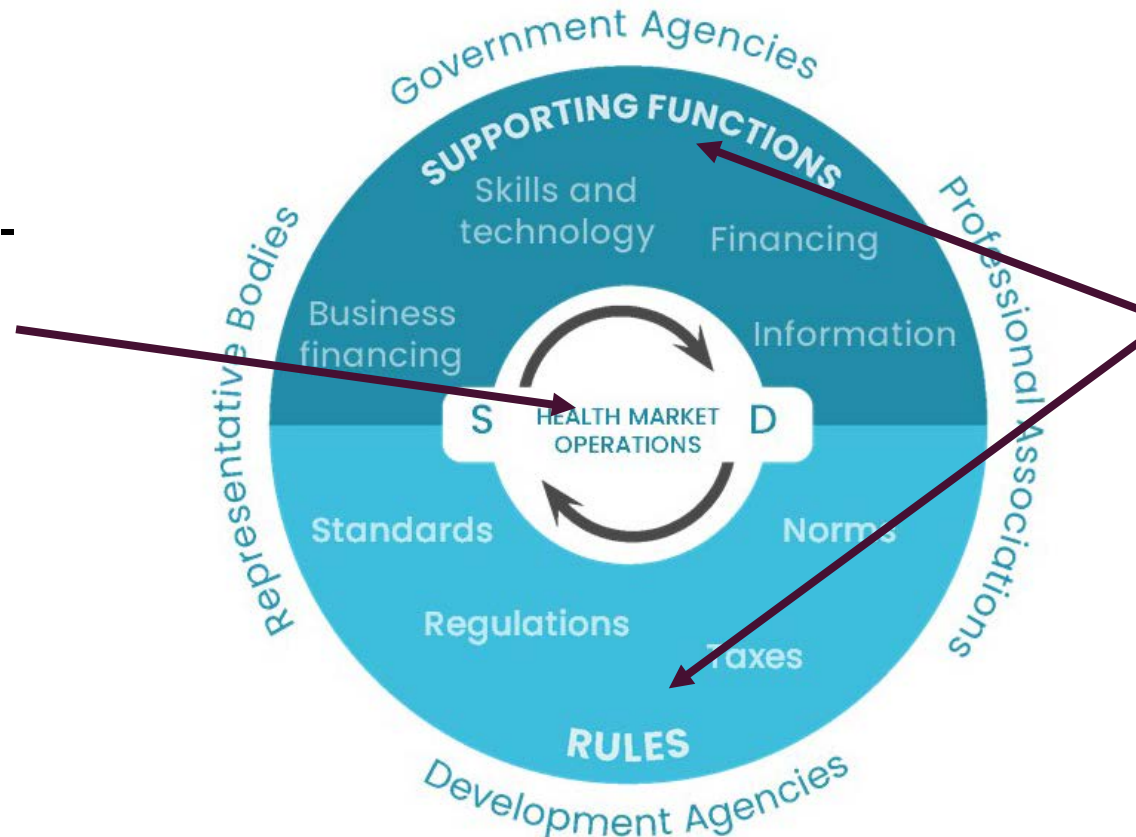 Government Agencies
SUPPORTING FUNCTIONS
Skills and
technology
Financing
Business
financing
Information
Representative Bodies
Professional Associations
S
HEALTH MARKET
OPERATIONS
D
Standards
Norms
Regulations
Taxes
RULES
Development Agencies